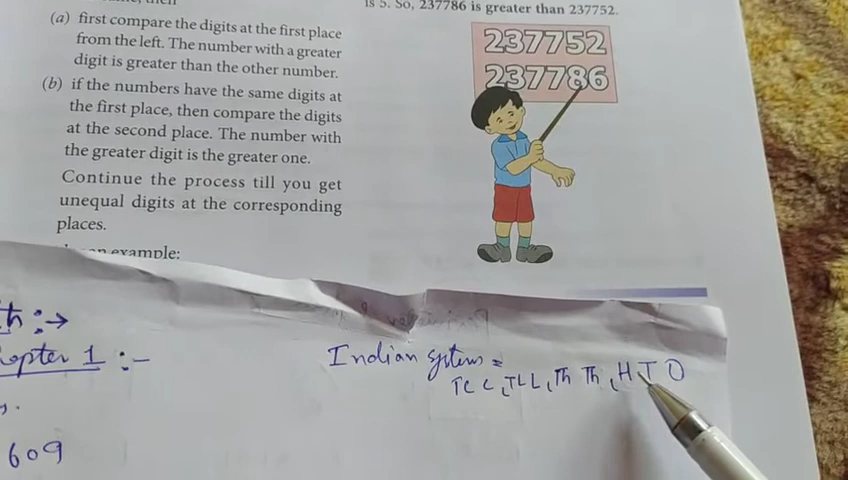 is 5. So, 237786 is greater than 237752.
(a) first compare the digits at the first place
from the left. The number with a greater
digit is greater than the other number.
(b) if the numbers have the same digits at
the first place, then compare the digits
at the second place. The number with
the greater digit is the greater one.
Continue the process till you get
unequal digits at the corresponding
places.
example:
237752
237786
Chapter 1 :-
609
Indian system =
TC C, TL L, Th Th, H T O